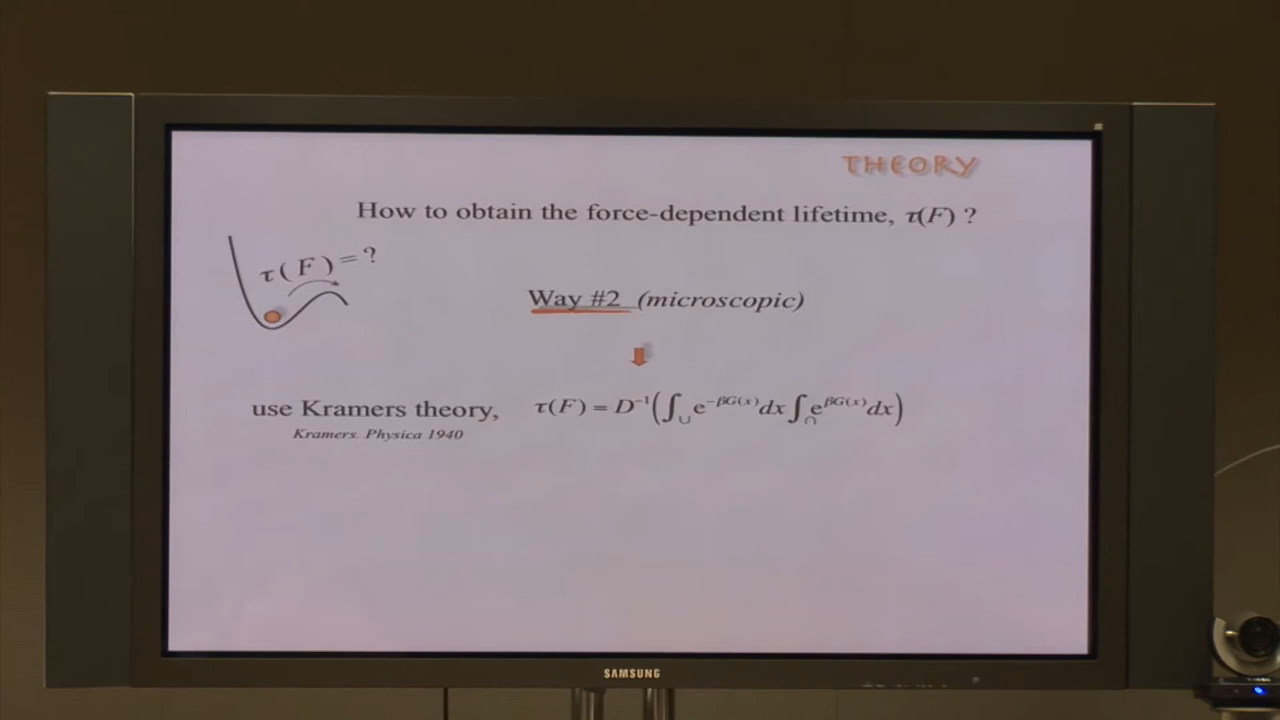 THEORY
How to obtain the force-dependent lifetime, τ(F) ?
τ(F)=?
Way #2 (microscopic)
use Kramers theory, τ(F) = D⁻¹(∫∪ e^−βG(x) dx ∫∩ e^βG(x) dx)
Kramers. Physica 1940
SAMSUNG